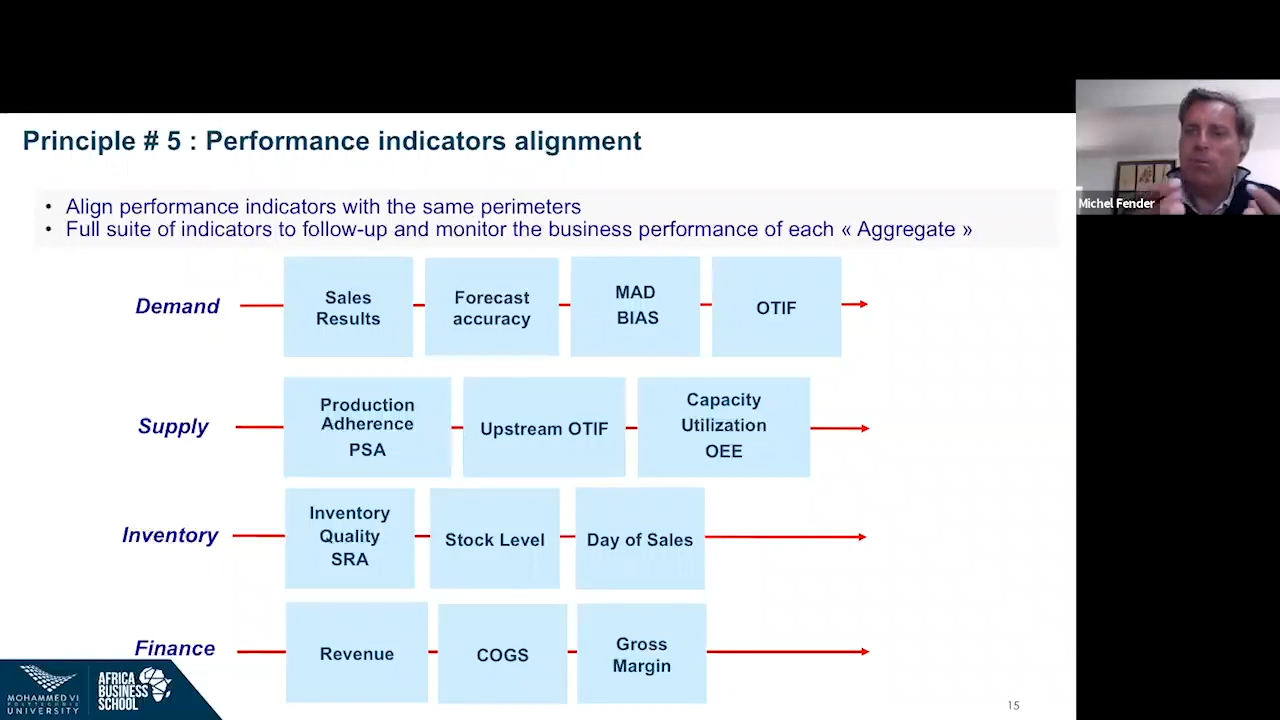 Principle # 5 : Performance indicators alignment
• Align performance indicators with the same perimeters
• Full suite of indicators to follow-up and monitor the business performance of each « Aggregate »
Michel Fender
Demand
Sales
Results
Forecast
accuracy
MAD
BIAS
OTIF
Supply
Production
Adherence
PSA
Upstream OTIF
Capacity
Utilization
OEE
Inventory
Inventory
Quality
SRA
Stock Level
Day of Sales
Finance
Revenue
COGS
Gross
Margin
MOHAMMED VI
POLYTECHNIC
UNIVERSITY
AFRICA
BUSINESS
SCHOOL
15